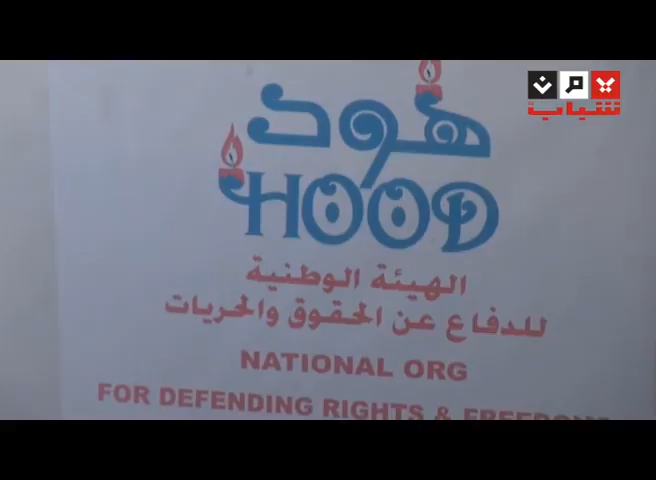 يمن
شباب
هود
HOOD
الهيئة الوطنية
للدفاع عن الحقوق والحريات
NATIONAL ORG
FOR DEFENDING RIGHTS &